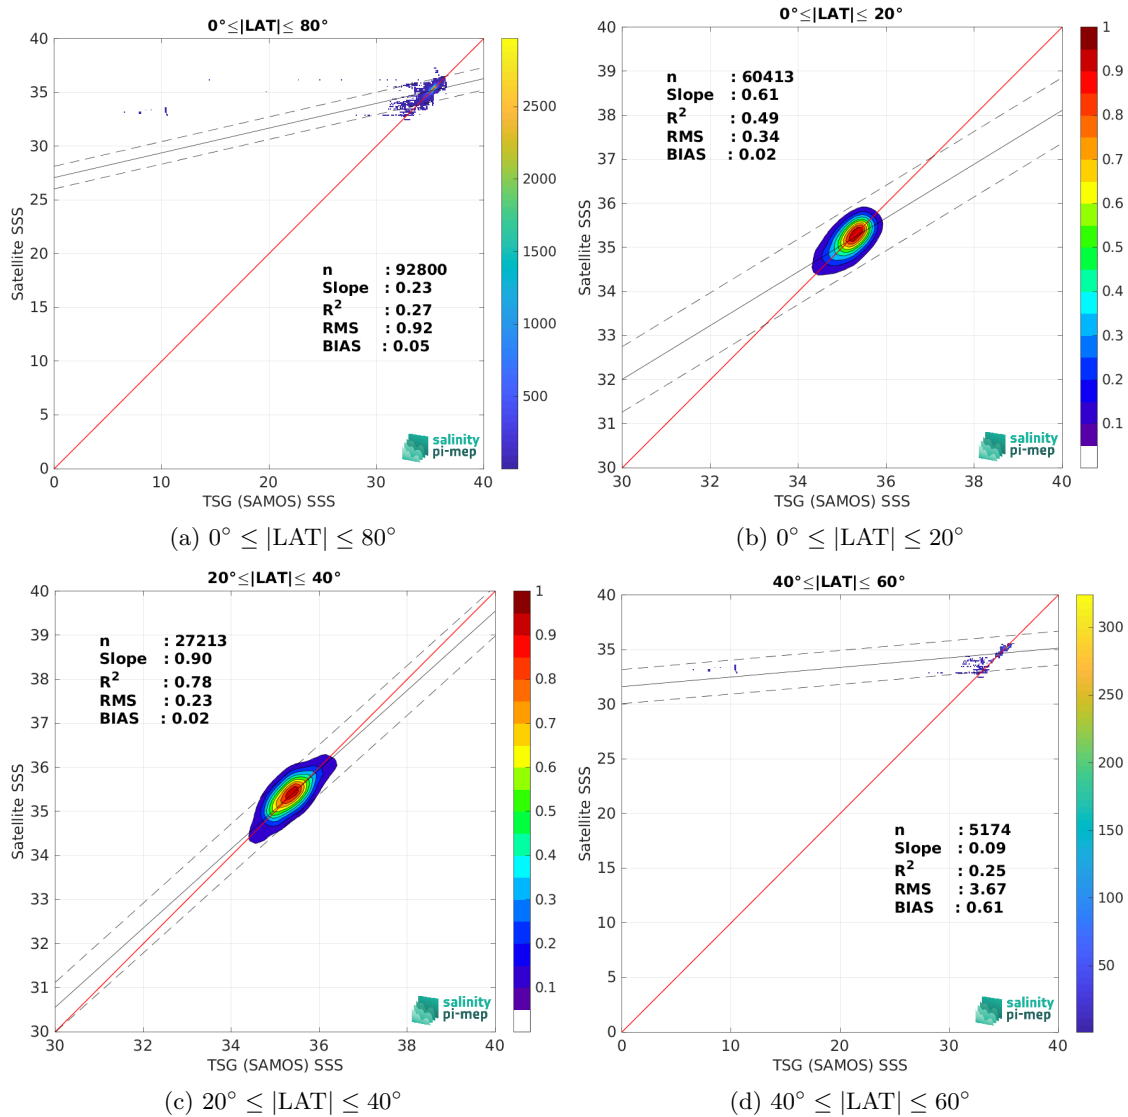 0°≤|LAT|≤ 80°
40
35
30
25
20
15
10
5
0
Satellite SSS
n : 92800
Slope : 0.23
R² : 0.27
RMS : 0.92
BIAS : 0.05
salinity
pi-mep
0 10 20 30 40
TSG (SAMOS) SSS
2500
2000
1500
1000
500
(a) 0° ≤ |LAT| ≤ 80°
0°≤|LAT|≤ 20°
40
39
38
37
36
35
34
33
32
31
30
Satellite SSS
n : 60413
Slope : 0.61
R² : 0.49
RMS : 0.34
BIAS : 0.02
salinity
pi-mep
30 32 34 36 38 40
TSG (SAMOS) SSS
1
0.9
0.8
0.7
0.6
0.5
0.4
0.3
0.2
0.1
(b) 0° ≤ |LAT| ≤ 20°
20°≤|LAT|≤ 40°
40
39
38
37
36
35
34
33
32
31
30
Satellite SSS
n : 27213
Slope : 0.90
R² : 0.78
RMS : 0.23
BIAS : 0.02
salinity
pi-mep
30 32 34 36 38 40
TSG (SAMOS) SSS
1
0.9
0.8
0.7
0.6
0.5
0.4
0.3
0.2
0.1
(c) 20° ≤ |LAT| ≤ 40°
40°≤|LAT|≤ 60°
40
35
30
25
20
15
10
5
0
Satellite SSS
n : 5174
Slope : 0.09
R² : 0.25
RMS : 3.67
BIAS : 0.61
salinity
pi-mep
0 10 20 30 40
TSG (SAMOS) SSS
300
250
200
150
100
50
(d) 40° ≤ |LAT| ≤ 60°